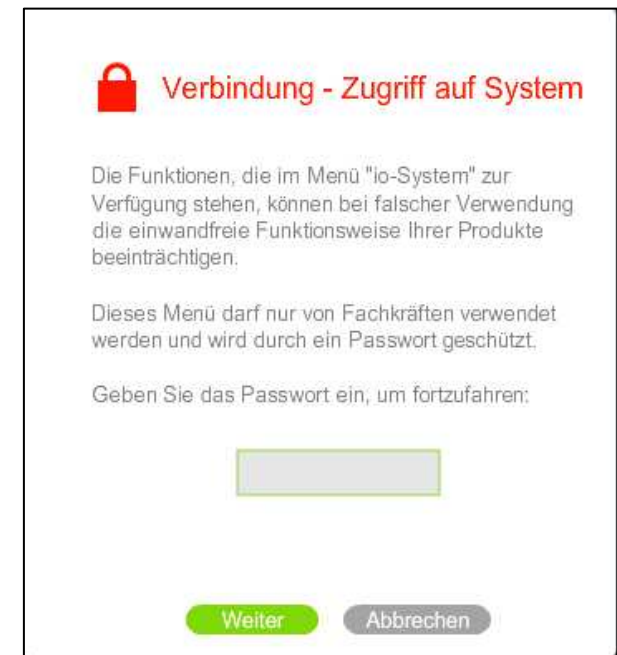 Verbindung - Zugriff auf System
Die Funktionen, die im Menü "io-System" zur
Verfügung stehen, können bei falscher Verwendung
die einwandfreie Funktionsweise Ihrer Produkte
beeinträchtigen.
Dieses Menü darf nur von Fachkräften verwendet
werden und wird durch ein Passwort geschützt.
Geben Sie das Passwort ein, um fortzufahren:
Weiter Abbrechen